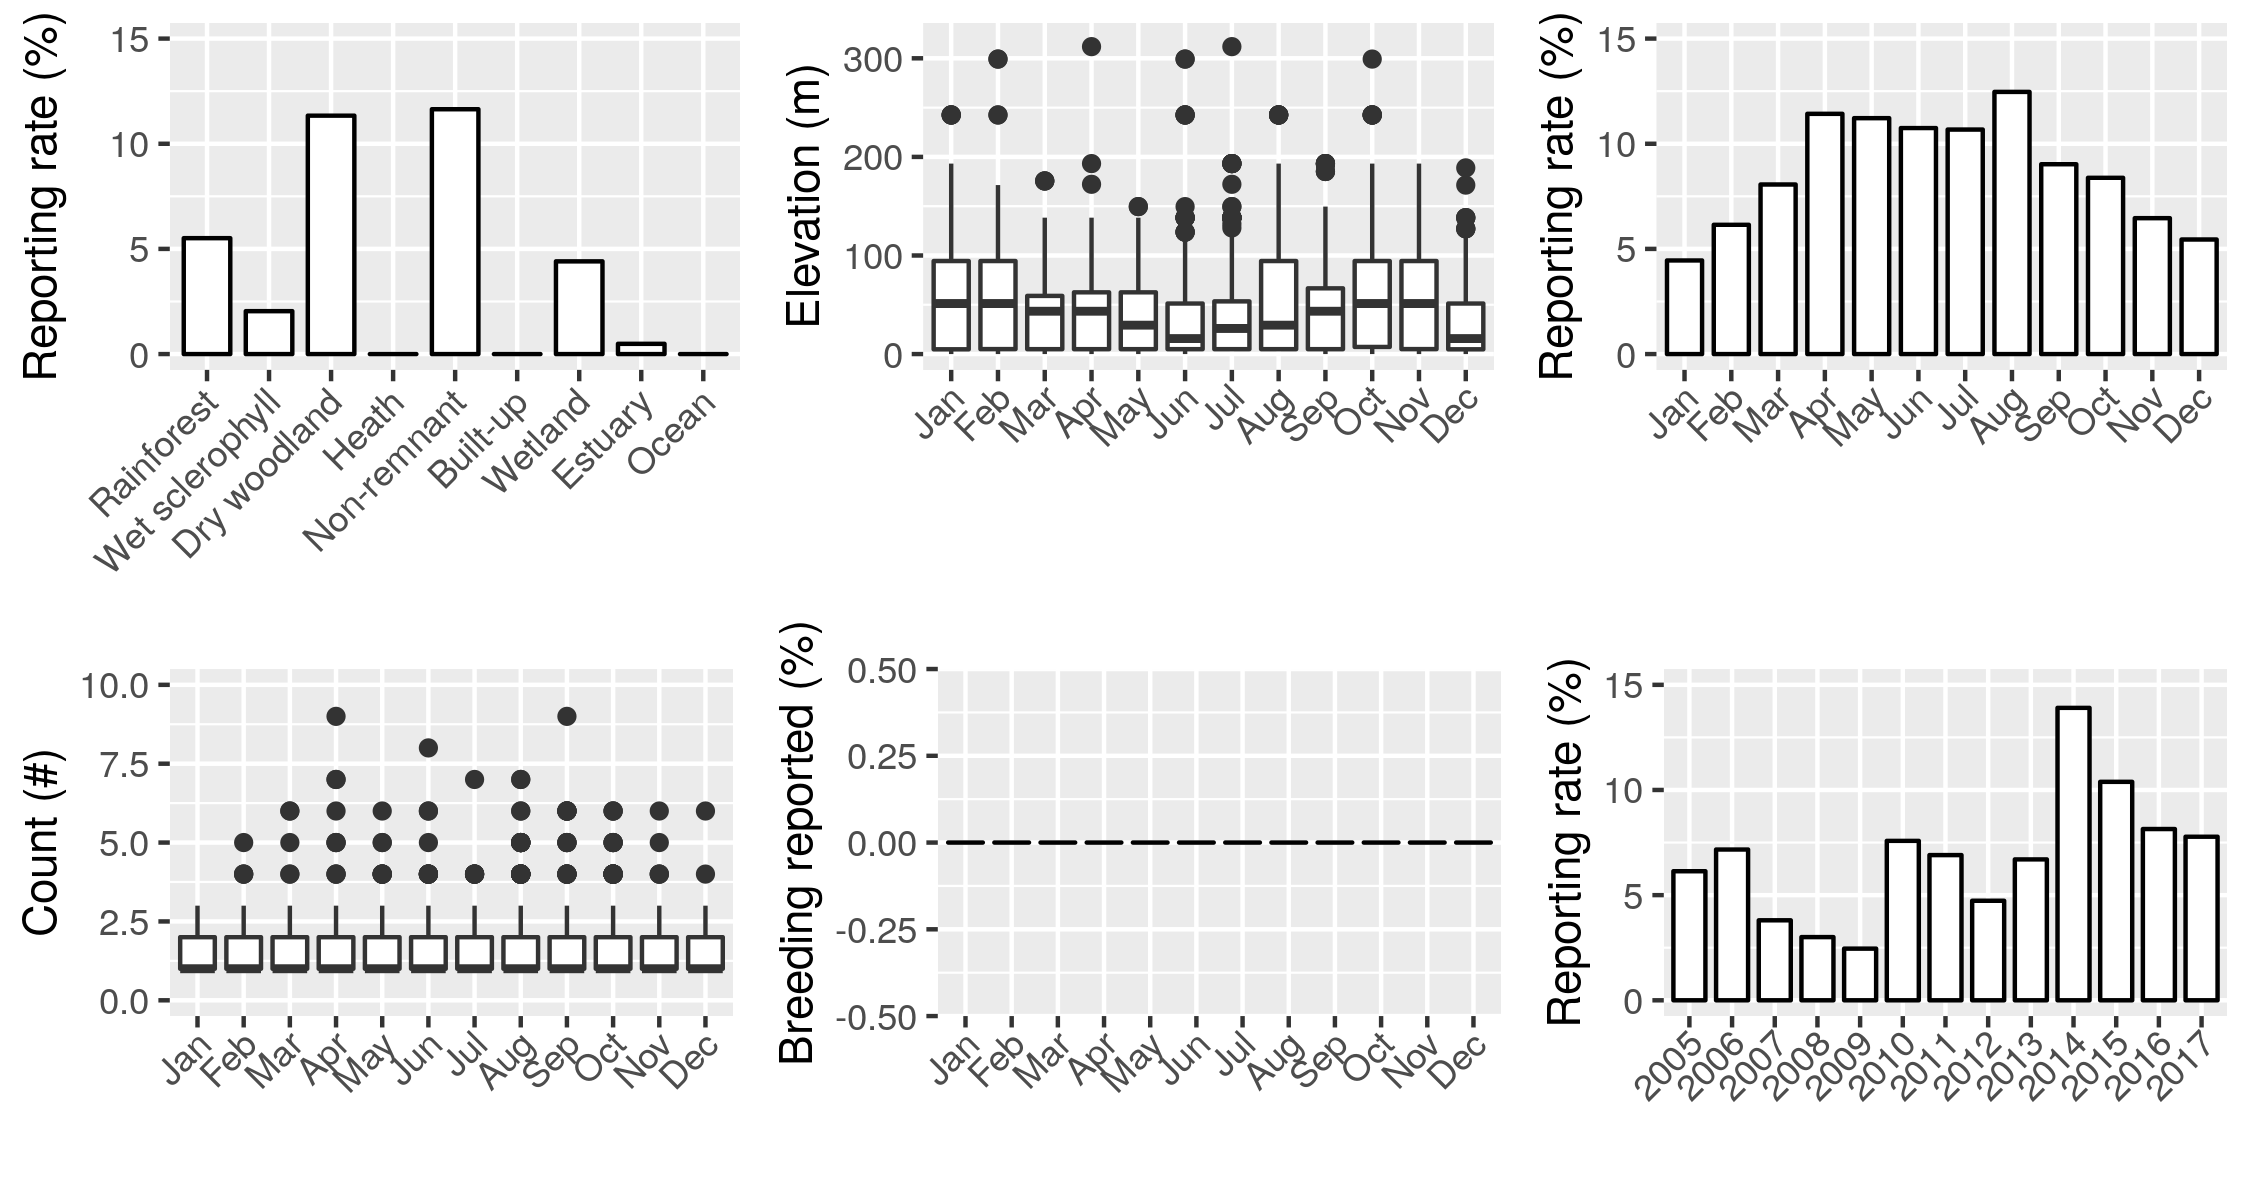 Reporting rate (%)
15
10
5
0
Rainforest
Wet sclerophyll
Dry woodland
Heath
Non-remnant
Built-up
Wetland
Estuary
Ocean
Elevation (m)
300
200
100
0
Jan
Feb
Mar
Apr
May
Jun
Jul
Aug
Sep
Oct
Nov
Dec
Reporting rate (%)
15
10
5
0
Jan
Feb
Mar
Apr
May
Jun
Jul
Aug
Sep
Oct
Nov
Dec
Count (#)
10.0
7.5
5.0
2.5
0.0
Jan
Feb
Mar
Apr
May
Jun
Jul
Aug
Sep
Oct
Nov
Dec
Breeding reported (%)
0.50
0.25
0.00
-0.25
-0.50
Jan
Feb
Mar
Apr
May
Jun
Jul
Aug
Sep
Oct
Nov
Dec
Reporting rate (%)
15
10
5
0
2005
2006
2007
2008
2009
2010
2011
2012
2013
2014
2015
2016
2017